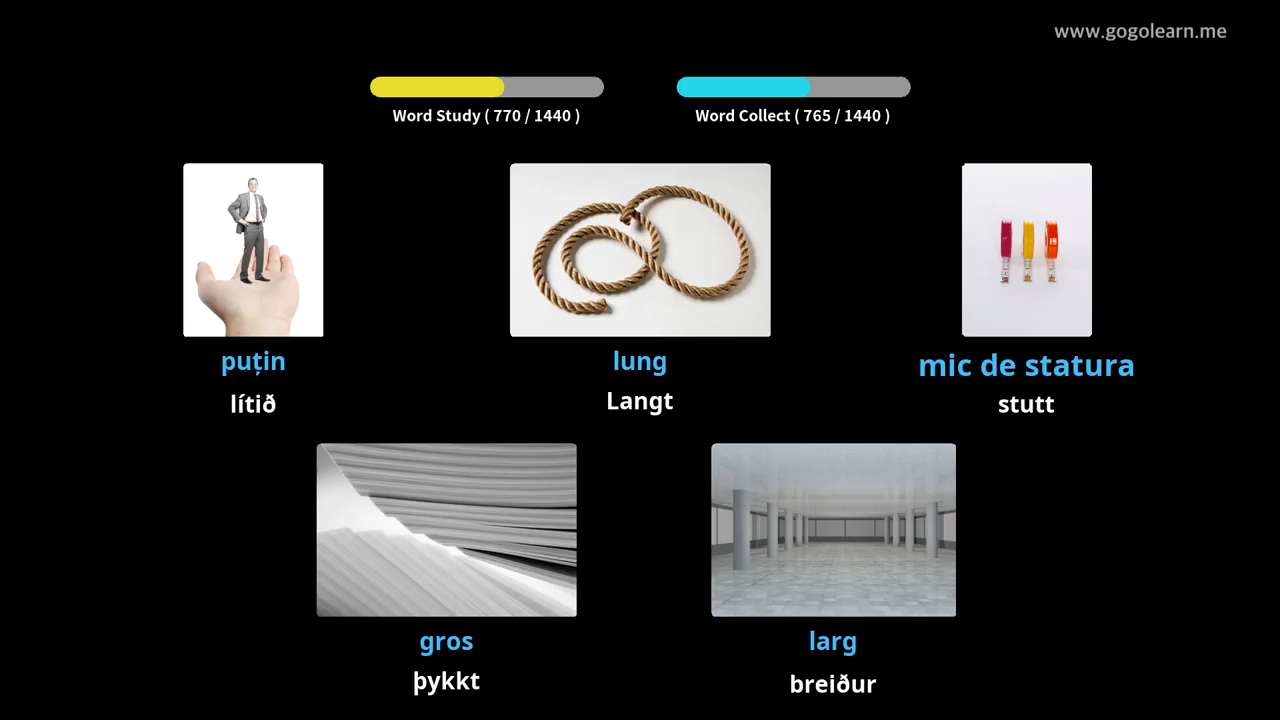 www.gogolearn.me
Word Study ( 770 / 1440 )
Word Collect ( 765 / 1440 )
puțin
lítið
lung
Langt
mic de statura
stutt
gros
þykkt
larg
breiður